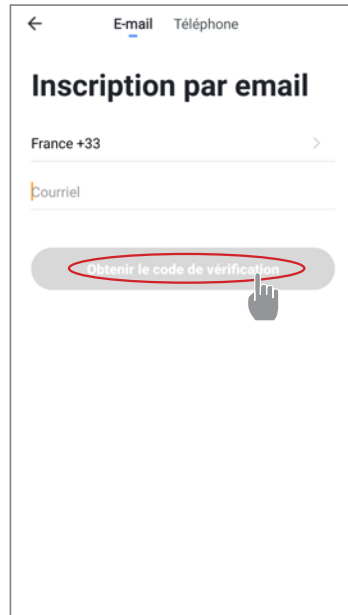 E-mail Téléphone
Inscription par email
France +33
Courriel
Obtenir le code de vérification